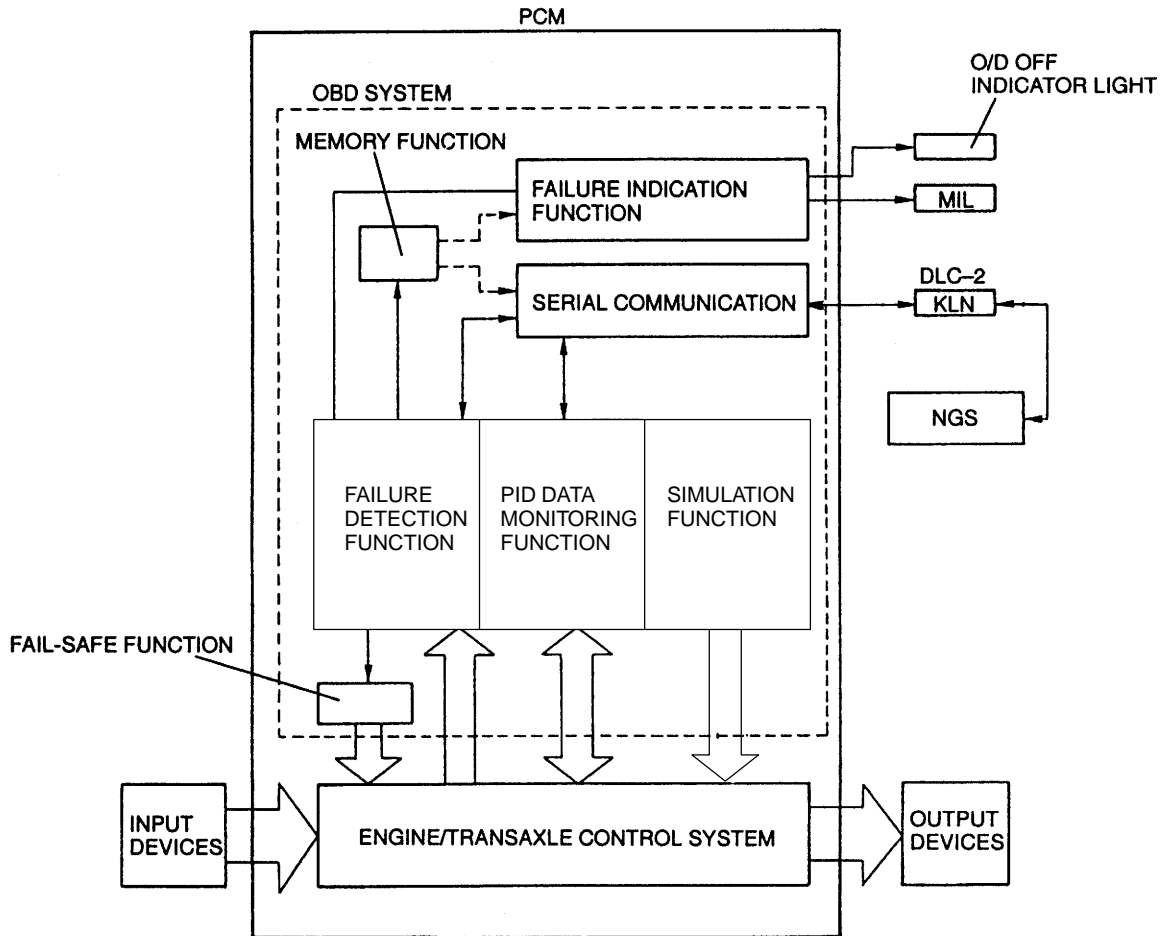 PCM
O/D OFF
INDICATOR LIGHT
OBD SYSTEM
MEMORY FUNCTION
FAILURE INDICATION
FUNCTION
MIL
SERIAL COMMUNICATION
DLC–2
KLN
NGS
FAILURE
DETECTION
FUNCTION
PID DATA
MONITORING
FUNCTION
SIMULATION
FUNCTION
FAIL-SAFE FUNCTION
INPUT
DEVICES
ENGINE/TRANSAXLE CONTROL SYSTEM
OUTPUT
DEVICES